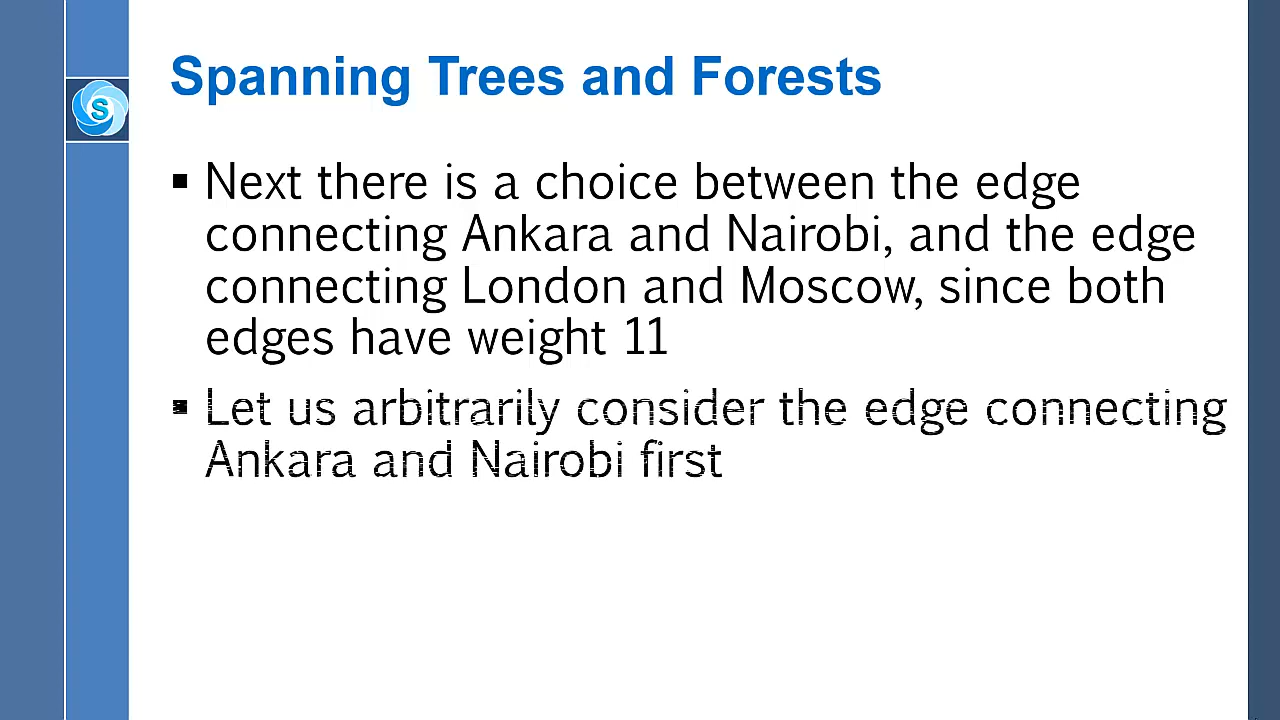 Spanning Trees and Forests
S
▪ Next there is a choice between the edge
connecting Ankara and Nairobi, and the edge
connecting London and Moscow, since both
edges have weight 11
▪ Let us arbitrarily consider the edge connecting
Ankara and Nairobi first